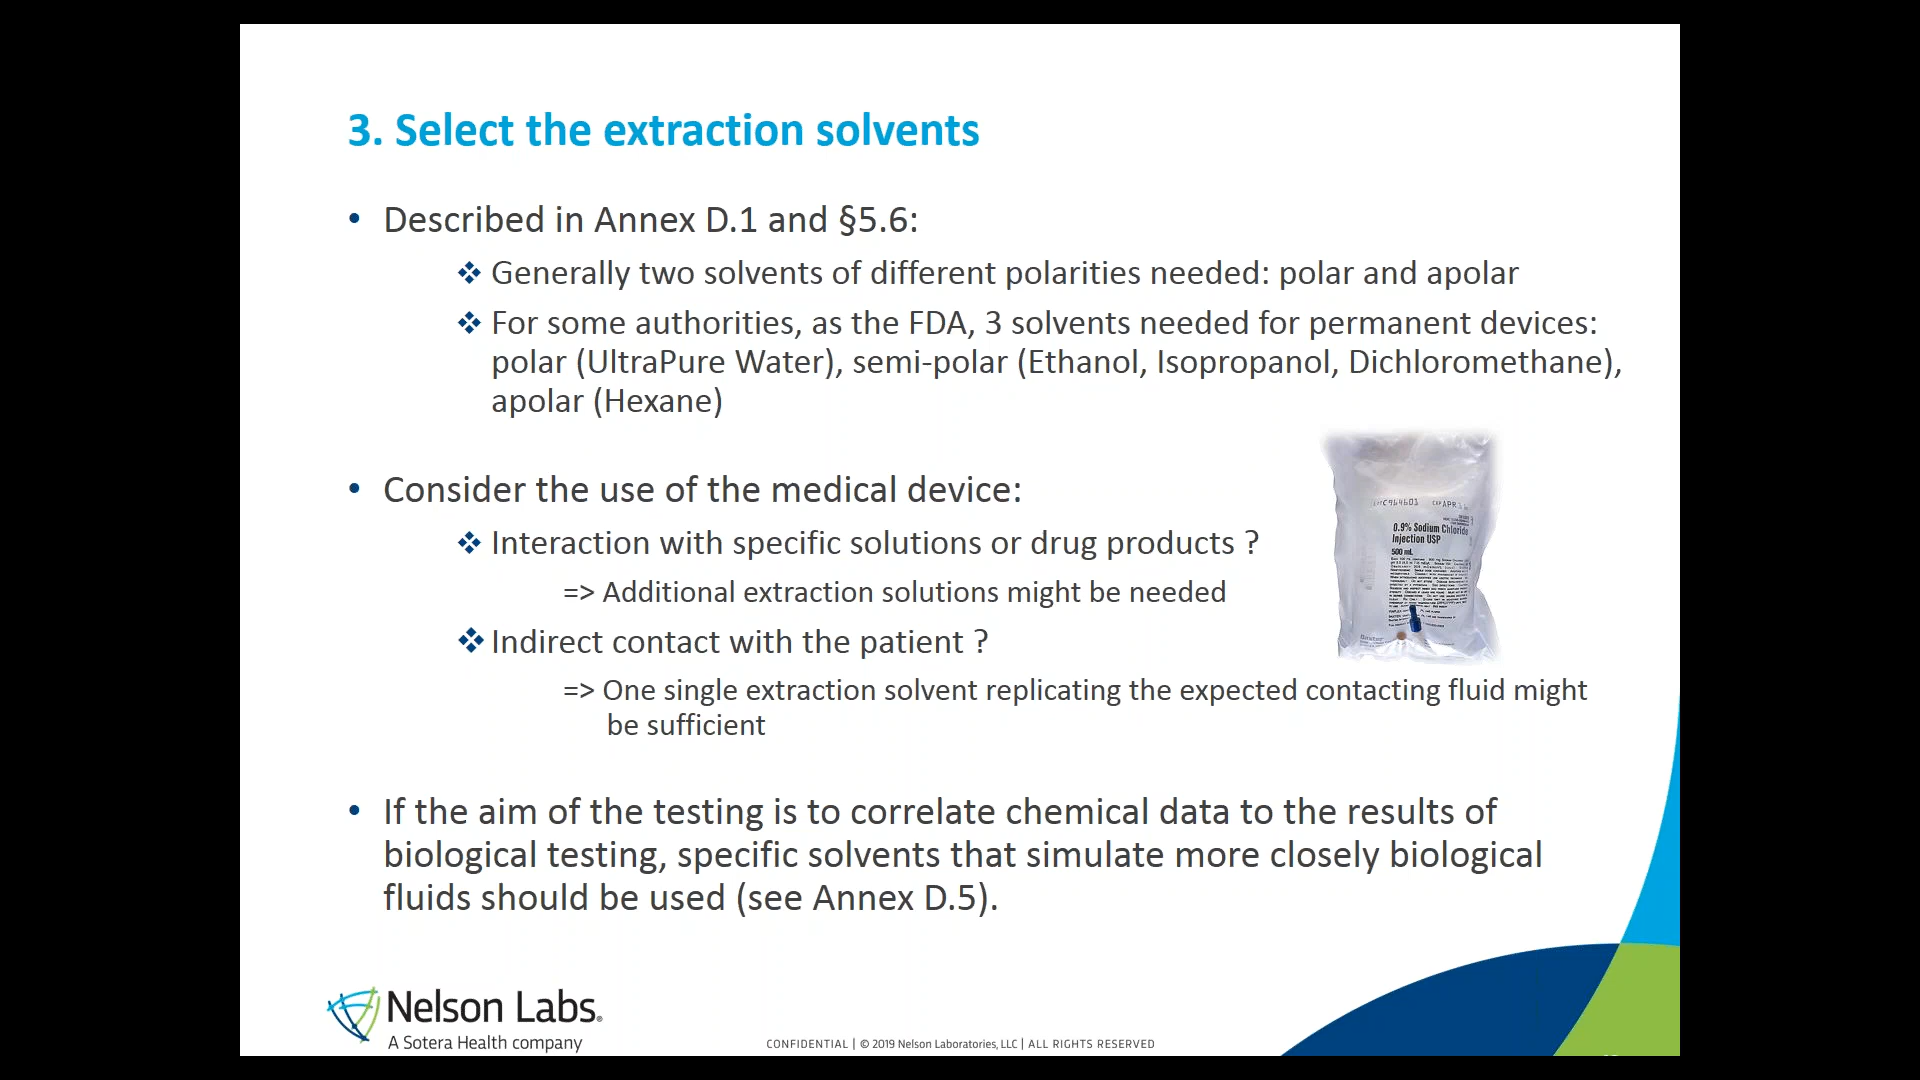 3. Select the extraction solvents
• Described in Annex D.1 and §5.6:
❖ Generally two solvents of different polarities needed: polar and apolar
❖ For some authorities, as the FDA, 3 solvents needed for permanent devices:
polar (UltraPure Water), semi-polar (Ethanol, Isopropanol, Dichloromethane),
apolar (Hexane)
• Consider the use of the medical device:
❖ Interaction with specific solutions or drug products ?
=> Additional extraction solutions might be needed
❖ Indirect contact with the patient ?
=> One single extraction solvent replicating the expected contacting fluid might
be sufficient
0.9% Sodium Chloride
Injection USP
500 mL
Baxter
• If the aim of the testing is to correlate chemical data to the results of
biological testing, specific solvents that simulate more closely biological
fluids should be used (see Annex D.5).
Nelson Labs®
A Sotera Health company
CONFIDENTIAL | © 2019 Nelson Laboratories, LLC | ALL RIGHTS RESERVED